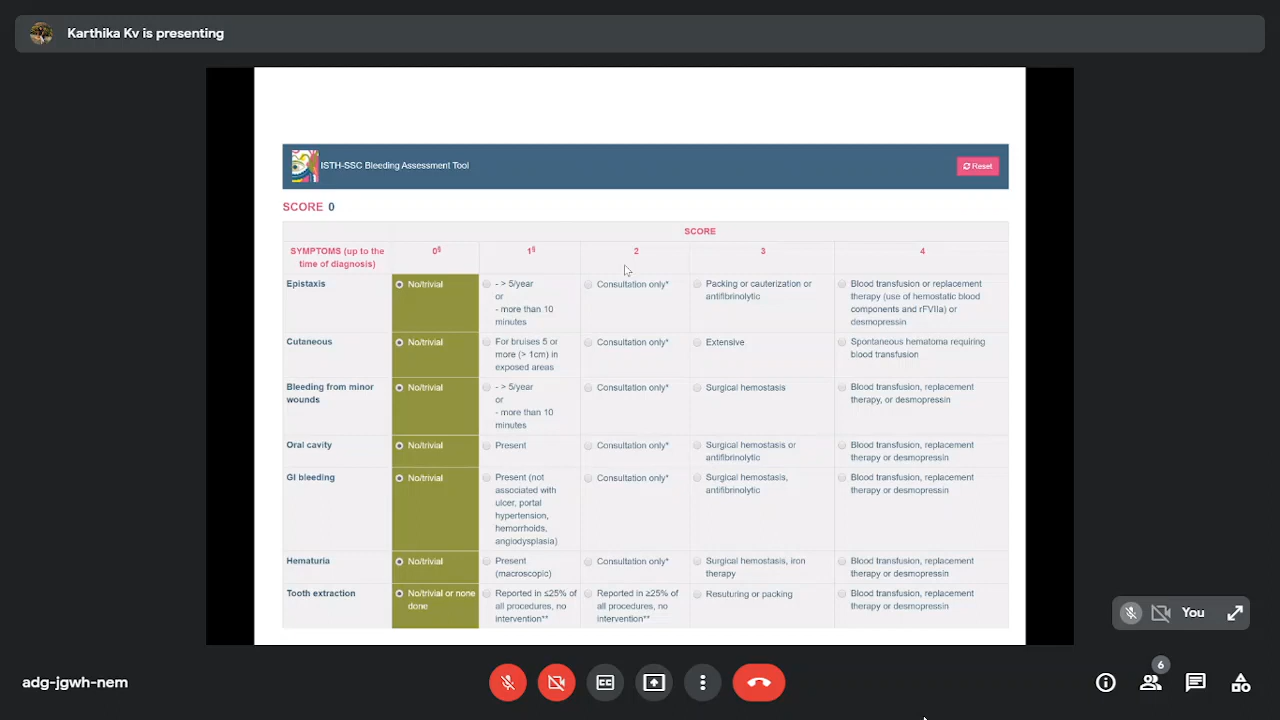 Karthika Kv is presenting
ISTH-SSC Bleeding Assessment Tool
Reset
SCORE 0
SCORE
SYMPTOMS (up to the
time of diagnosis)
0§
1§
2
3
4
Epistaxis
No/trivial
- > 5/year
or
- more than 10
minutes
Consultation only*
Packing or cauterization or
antifibrinolytic
Blood transfusion or replacement
therapy (use of hemostatic blood
components and rFVIIa) or
desmopressin
Cutaneous
No/trivial
For bruises 5 or
more (> 1cm) in
exposed areas
Consultation only*
Extensive
Spontaneous hematoma requiring
blood transfusion
Bleeding from minor
wounds
No/trivial
- > 5/year
or
- more than 10
minutes
Consultation only*
Surgical hemostasis
Blood transfusion, replacement
therapy, or desmopressin
Oral cavity
No/trivial
Present
Consultation only*
Surgical hemostasis or
antifibrinolytic
Blood transfusion, replacement
therapy or desmopressin
GI bleeding
No/trivial
Present (not
associated with
ulcer, portal
hypertension,
hemorrhoids,
angiodysplasia)
Consultation only*
Surgical hemostasis,
antifibrinolytic
Blood transfusion, replacement
therapy or desmopressin
Hematuria
No/trivial
Present
(macroscopic)
Consultation only*
Surgical hemostasis, iron
therapy
Blood transfusion, replacement
therapy or desmopressin
Tooth extraction
No/trivial or none
done
Reported in ≤25% of
all procedures, no
intervention**
Reported in ≥25% of
all procedures, no
intervention**
Resuturing or packing
Blood transfusion, replacement
therapy or desmopressin
You
adg-jgwh-nem
6